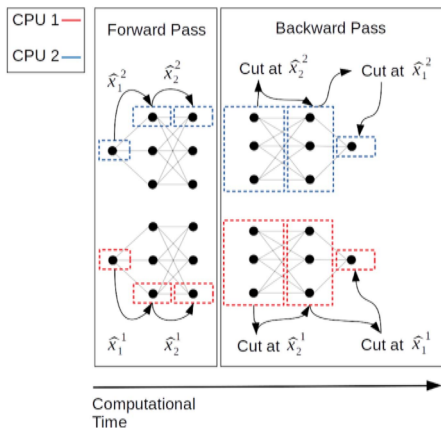 CPU 1
CPU 2
Forward Pass
Backward Pass
x̂₁²
x̂₂²
Cut at x̂₂²
Cut at x̂₁²
x̂₁¹
x̂₂¹
Cut at x̂₂¹
Cut at x̂₁¹
Computational
Time